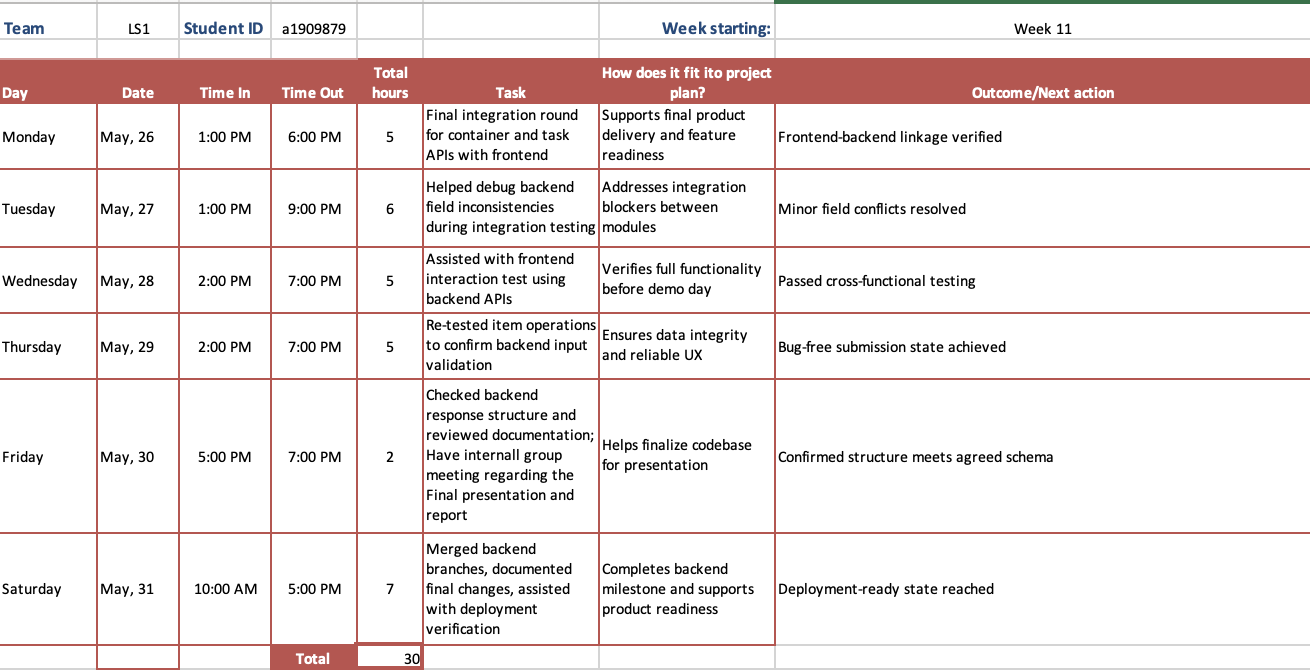 Team LS1 Student ID a1909879 Week starting: Week 11
Total
hours
How does it fit ito project
plan?
Day Date Time In Time Out Task Outcome/Next action
Monday May, 26 1:00 PM 6:00 PM 5
Final integration round
for container and task
APIs with frontend
Supports final product
delivery and feature
readiness
Frontend-backend linkage verified
Tuesday May, 27 1:00 PM 9:00 PM 6
Helped debug backend
field inconsistencies
during integration testing
Addresses integration
blockers between
modules
Minor field conflicts resolved
Wednesday May, 28 2:00 PM 7:00 PM 5
Assisted with frontend
interaction test using
backend APIs
Verifies full functionality
before demo day
Passed cross-functional testing
Thursday May, 29 2:00 PM 7:00 PM 5
Re-tested item operations
to confirm backend input
validation
Ensures data integrity
and reliable UX
Bug-free submission state achieved
Friday May, 30 5:00 PM 7:00 PM 2
Checked backend
response structure and
reviewed documentation;
Have internall group
meeting regarding the
Final presentation and
report
Helps finalize codebase
for presentation
Confirmed structure meets agreed schema
Saturday May, 31 10:00 AM 5:00 PM 7
Merged backend
branches, documented
final changes, assisted
with deployment
verification
Completes backend
milestone and supports
product readiness
Deployment-ready state reached
Total 30